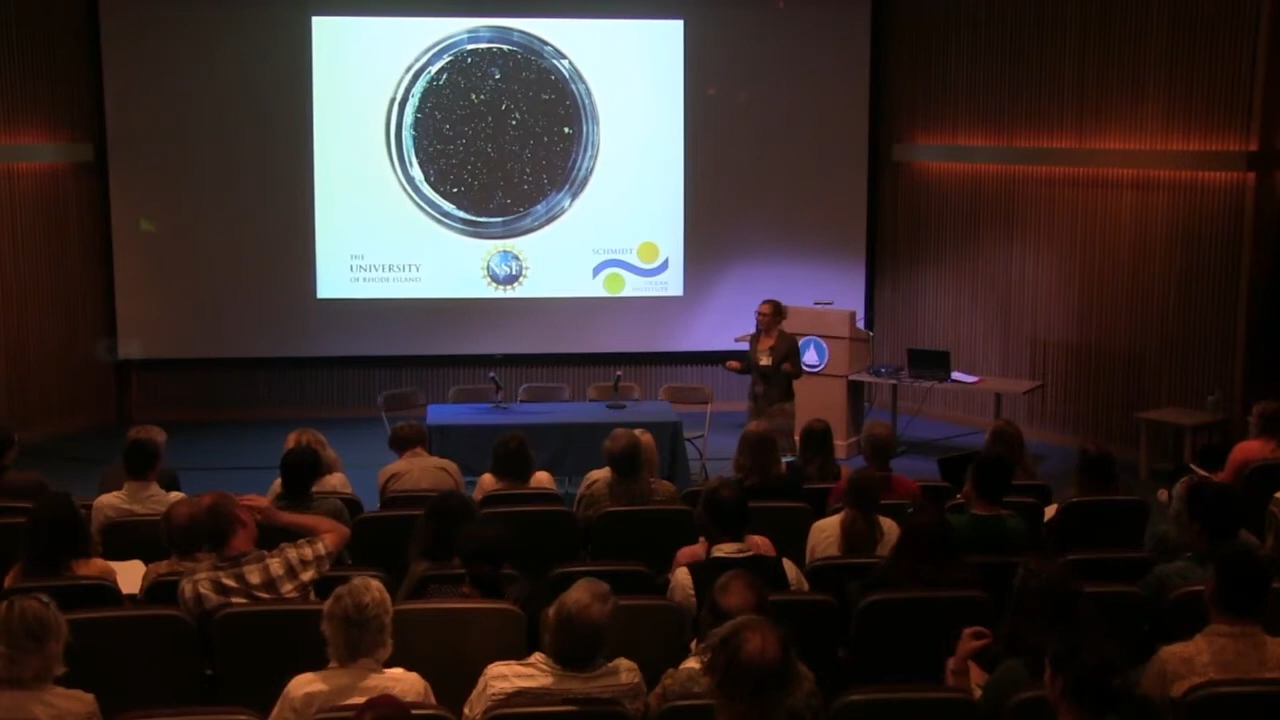 THE
UNIVERSITY
OF RHODE ISLAND
NSF
SCHMIDT
OCEAN
INSTITUTE